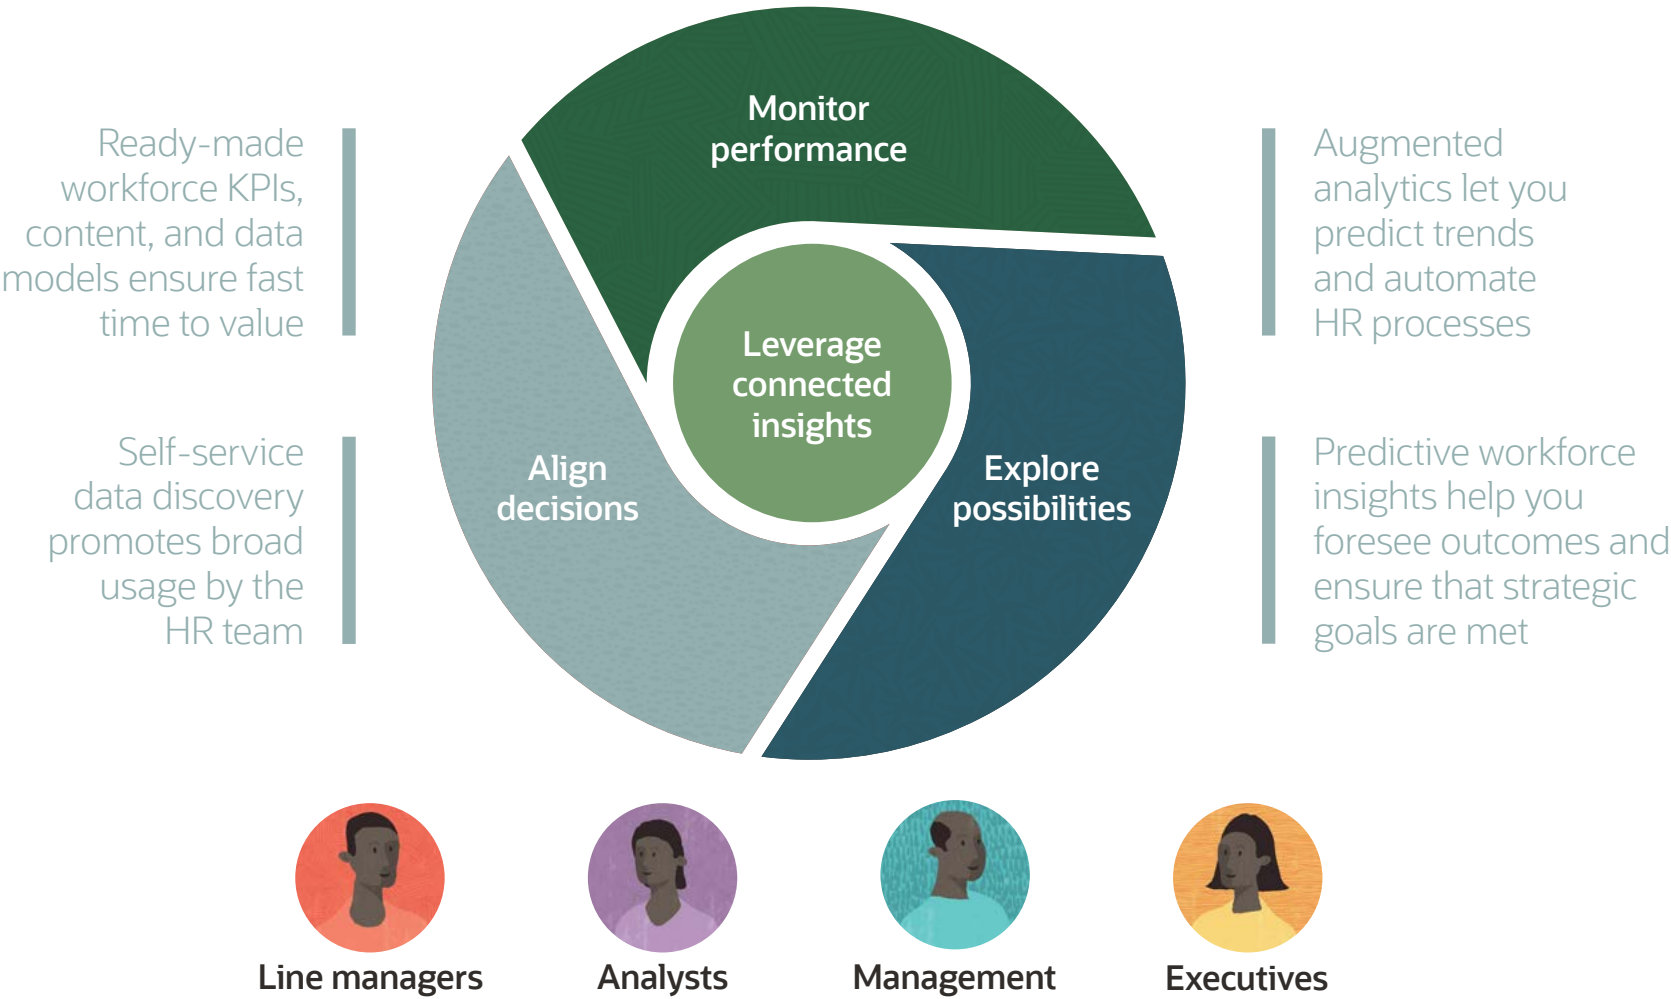 Monitor
performance
Ready-made
workforce KPIs,
content, and data
models ensure fast
time to value
Augmented
analytics let you
predict trends
and automate
HR processes
Leverage
connected
insights
Align
decisions
Explore
possibilities
Self-service
data discovery
promotes broad
usage by the
HR team
Predictive workforce
insights help you
foresee outcomes and
ensure that strategic
goals are met
Line managers
Analysts
Management
Executives